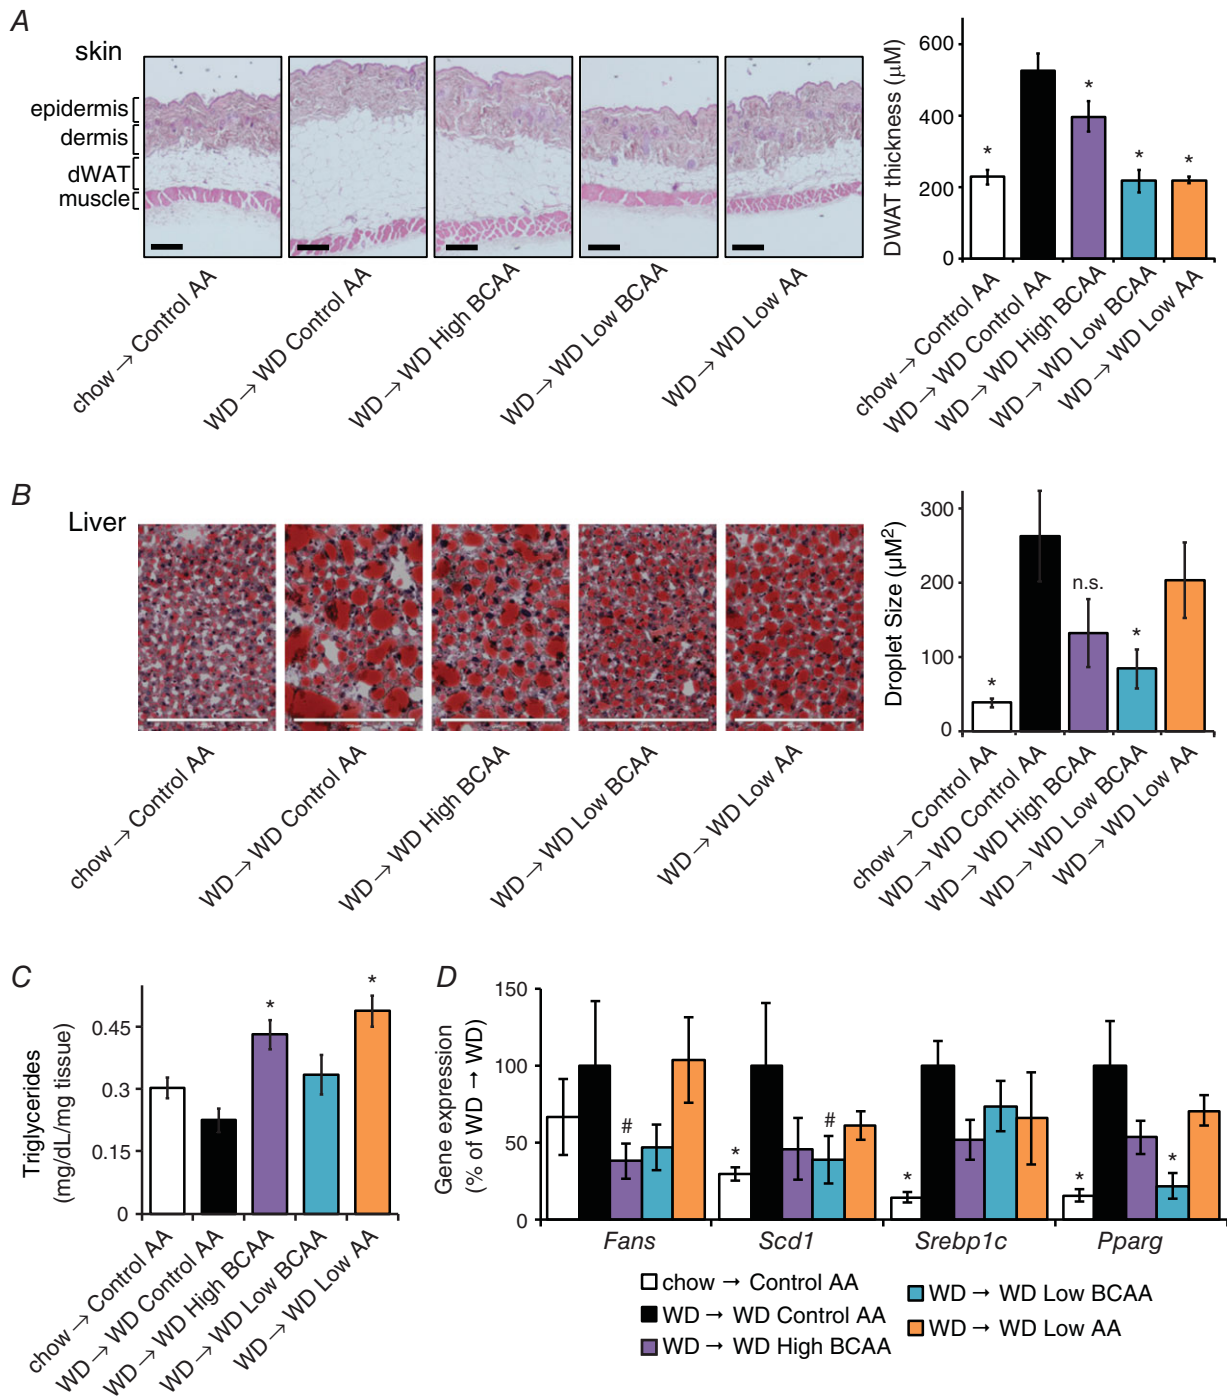 A
skin
epidermis
dermis
dWAT
muscle
chow → Control AA
WD → WD Control AA
WD → WD High BCAA
WD → WD Low BCAA
WD → WD Low AA
DWAT thickness (µM)
600
400
200
0
*
*
*
*
chow → Control AA
WD → WD Control AA
WD → WD High BCAA
WD → WD Low BCAA
WD → WD Low AA
B
Liver
chow → Control AA
WD → WD Control AA
WD → WD High BCAA
WD → WD Low BCAA
WD → WD Low AA
Droplet Size (µM²)
300
200
100
0
*
n.s.
*
chow → Control AA
WD → WD Control AA
WD → WD High BCAA
WD → WD Low BCAA
WD → WD Low AA
C
Triglycerides
(mg/dL/mg tissue)
0.45
0.3
0.15
0
*
*
chow → Control AA
WD → WD Control AA
WD → WD High BCAA
WD → WD Low BCAA
WD → WD Low AA
D
Gene expression
(% of WD → WD)
150
100
50
0
#
*
#
*
*
*
Fans
Scd1
Srebp1c
Pparg
chow → Control AA
WD → WD Control AA
WD → WD High BCAA
WD → WD Low BCAA
WD → WD Low AA